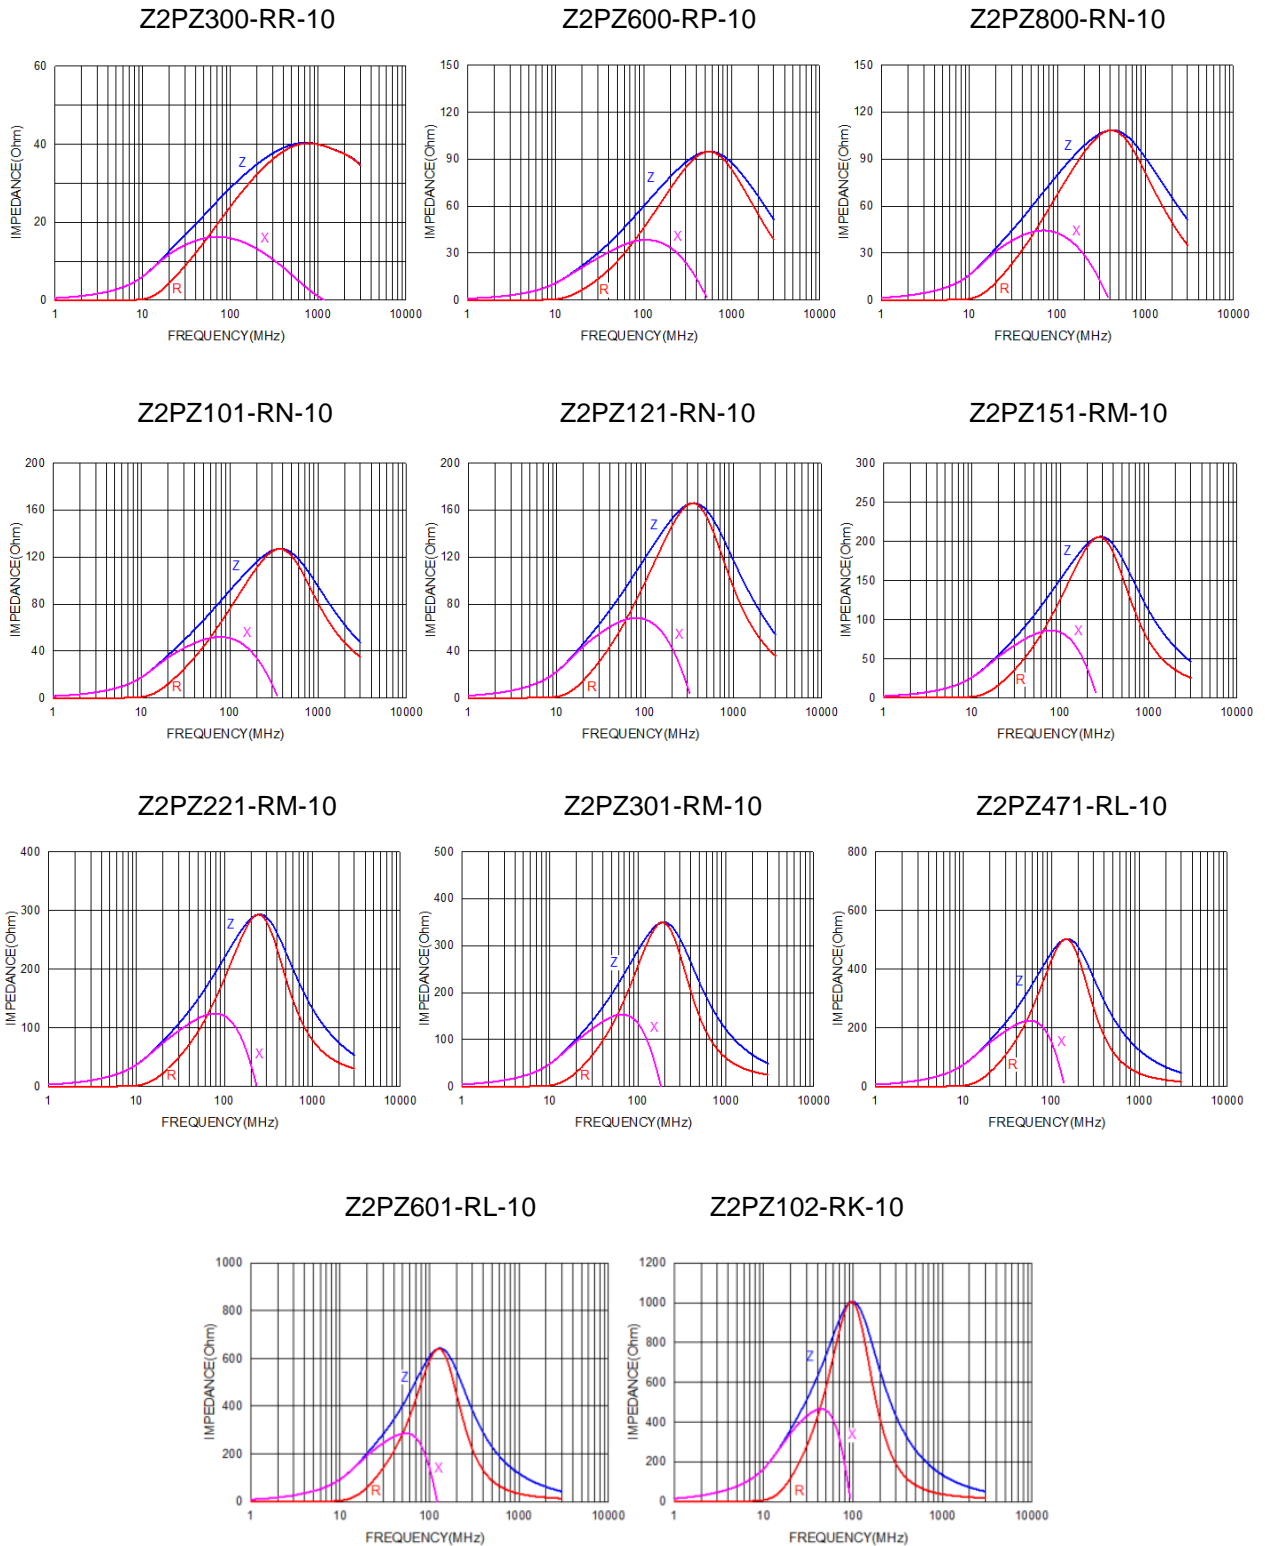 Z2PZ300-RR-10
Z2PZ600-RP-10
Z2PZ800-RN-10
IMPEDANCE(Ohm)
60
40
20
0
Z
X
R
1 10 100 1000 10000
FREQUENCY(MHz)
IMPEDANCE(Ohm)
150
120
90
60
30
0
Z
X
R
1 10 100 1000 10000
FREQUENCY(MHz)
IMPEDANCE(Ohm)
150
120
90
60
30
0
Z
X
R
1 10 100 1000 10000
FREQUENCY(MHz)
Z2PZ101-RN-10
Z2PZ121-RN-10
Z2PZ151-RM-10
IMPEDANCE(Ohm)
200
160
120
80
40
0
Z
X
R
1 10 100 1000 10000
FREQUENCY(MHz)
IMPEDANCE(Ohm)
200
160
120
80
40
0
Z
X
R
1 10 100 1000 10000
FREQUENCY(MHz)
IMPEDANCE(Ohm)
300
250
200
150
100
50
0
Z
X
R
1 10 100 1000 10000
FREQUENCY(MHz)
Z2PZ221-RM-10
Z2PZ301-RM-10
Z2PZ471-RL-10
IMPEDANCE(Ohm)
400
300
200
100
0
Z
X
R
1 10 100 1000 10000
FREQUENCY(MHz)
IMPEDANCE(Ohm)
500
400
300
200
100
0
Z
X
R
1 10 100 1000 10000
FREQUENCY(MHz)
IMPEDANCE(Ohm)
800
600
400
200
0
Z
X
R
1 10 100 1000 10000
FREQUENCY(MHz)
Z2PZ601-RL-10
Z2PZ102-RK-10
IMPEDANCE(Ohm)
1000
800
600
400
200
0
Z
X
R
1 10 100 1000 10000
FREQUENCY(MHz)
IMPEDANCE(Ohm)
1200
1000
800
600
400
200
0
Z
X
R
1 10 100 1000 10000
FREQUENCY(MHz)